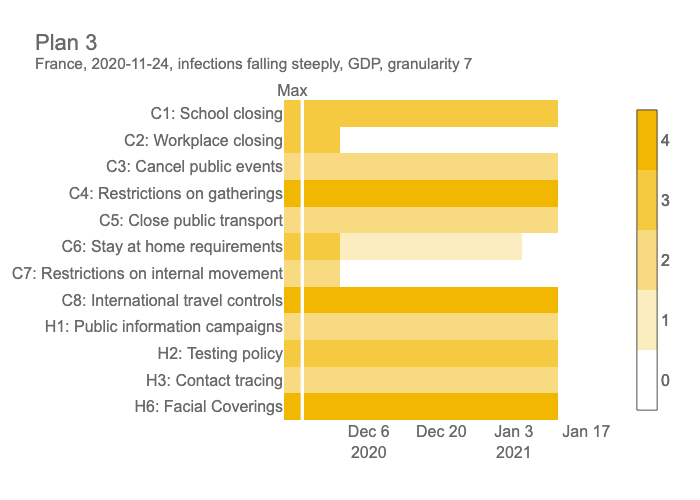 Plan 3
France, 2020-11-24, infections falling steeply, GDP, granularity 7
Max
C1: School closing
C2: Workplace closing
C3: Cancel public events
C4: Restrictions on gatherings
C5: Close public transport
C6: Stay at home requirements
C7: Restrictions on internal movement
C8: International travel controls
H1: Public information campaigns
H2: Testing policy
H3: Contact tracing
H6: Facial Coverings
Dec 6 Dec 20 Jan 3 Jan 17
2020 2021
4
3
2
1
0